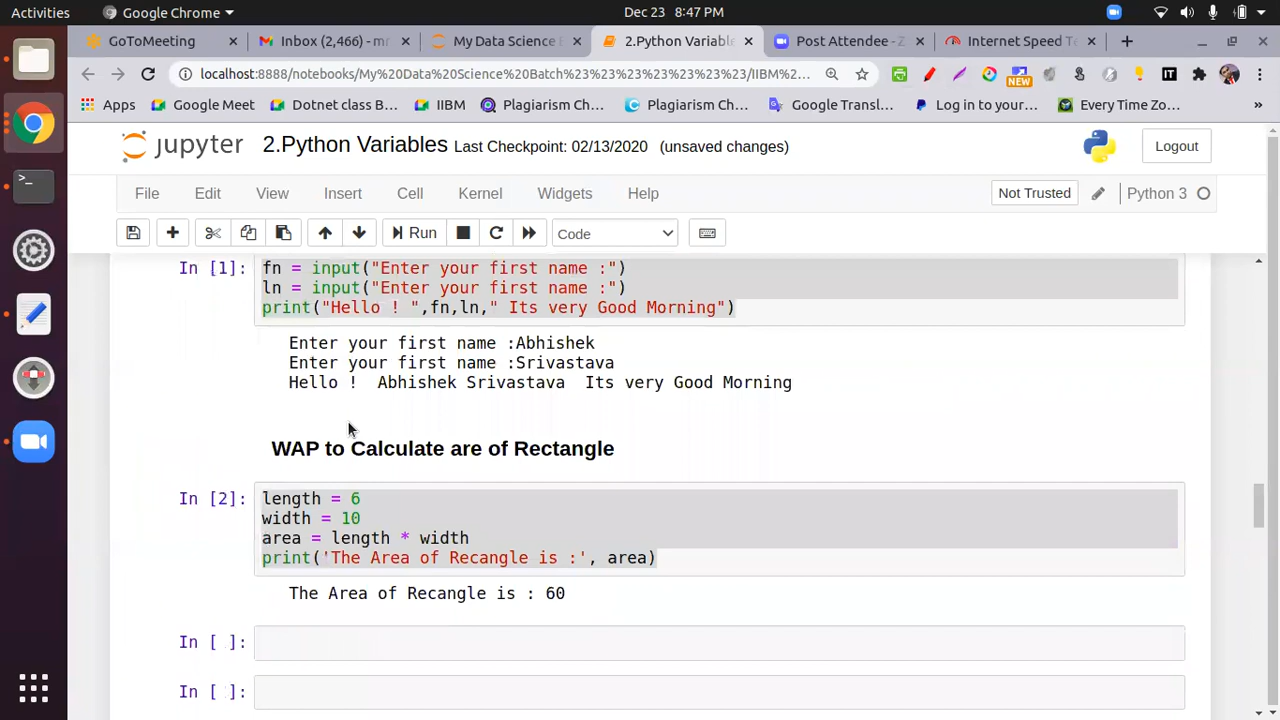 Activities
Google Chrome
Dec 23 8:47 PM
GoToMeeting
Inbox (2,466) - mr
My Data Science E
2.Python Variable
Post Attendee - Z
Internet Speed Te
localhost:8888/notebooks/My%20Data%20Science%20Batch%23%23%23%23%23%23%23/IIBM%2...
NEW
IT
Apps
Google Meet
Dotnet class B...
IIBM
Plagiarism Ch...
Plagiarism Ch...
Google Transl...
Log in to your...
Every Time Zo...
»
jupyter
2.Python Variables Last Checkpoint: 02/13/2020 (unsaved changes)
Logout
File Edit View Insert Cell Kernel Widgets Help
Not Trusted
Python 3
Run
Code
In [1]:
fn = input("Enter your first name :")
ln = input("Enter your first name :")
print("Hello ! ",fn,ln," Its very Good Morning")
Enter your first name :Abhishek
Enter your first name :Srivastava
Hello !  Abhishek Srivastava  Its very Good Morning
WAP to Calculate are of Rectangle
In [2]:
length = 6
width = 10
area = length * width
print('The Area of Recangle is :', area)
The Area of Recangle is : 60
In [ ]:
In [ ]: